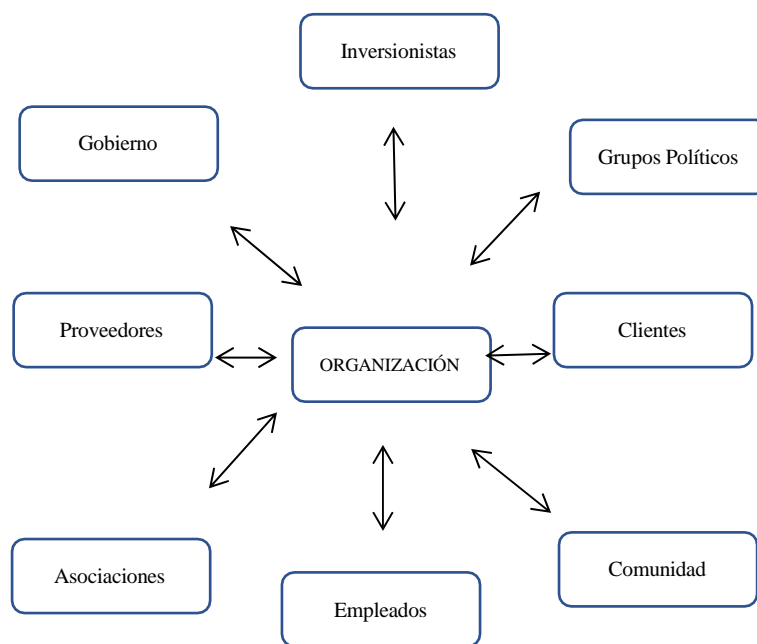 Inversionistas
Gobierno
Grupos Políticos
Proveedores
ORGANIZACIÓN
Clientes
Asociaciones
Empleados
Comunidad